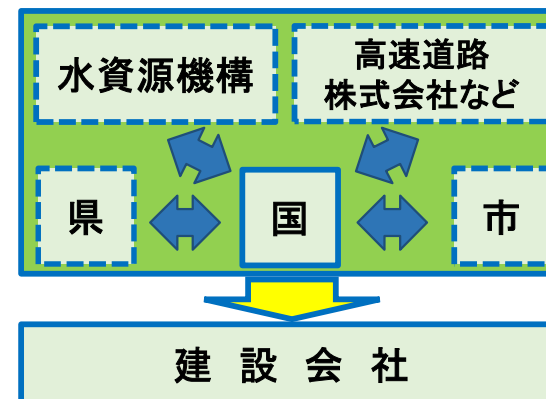 水資源機構
高速道路
株式会社など
県
国
市
建設会社